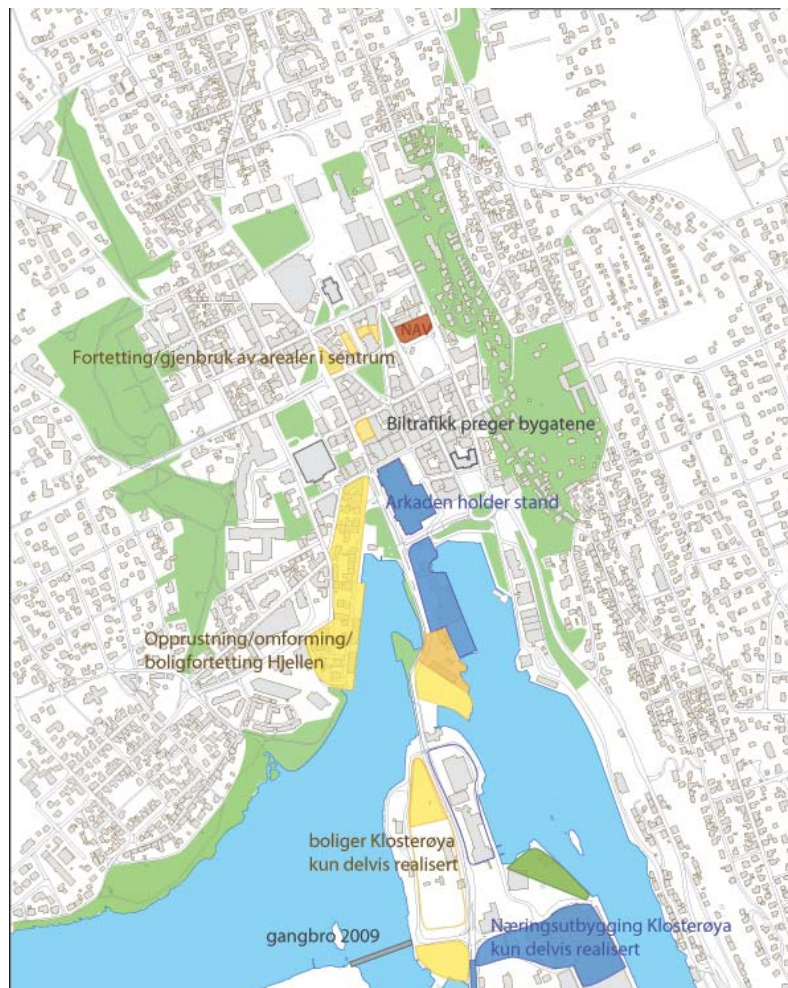 NAV
Fortetting/gjenbruk av arealer i sentrum
Biltrafikk preger bygatene
Arkaden holder stand
Opprustning/omforming/
boligfortetting Hjellen
boliger Klosterøya
kun delvis realisert
Næringsutbygging Klosterøya
kun delvis realisert
gangbro 2009